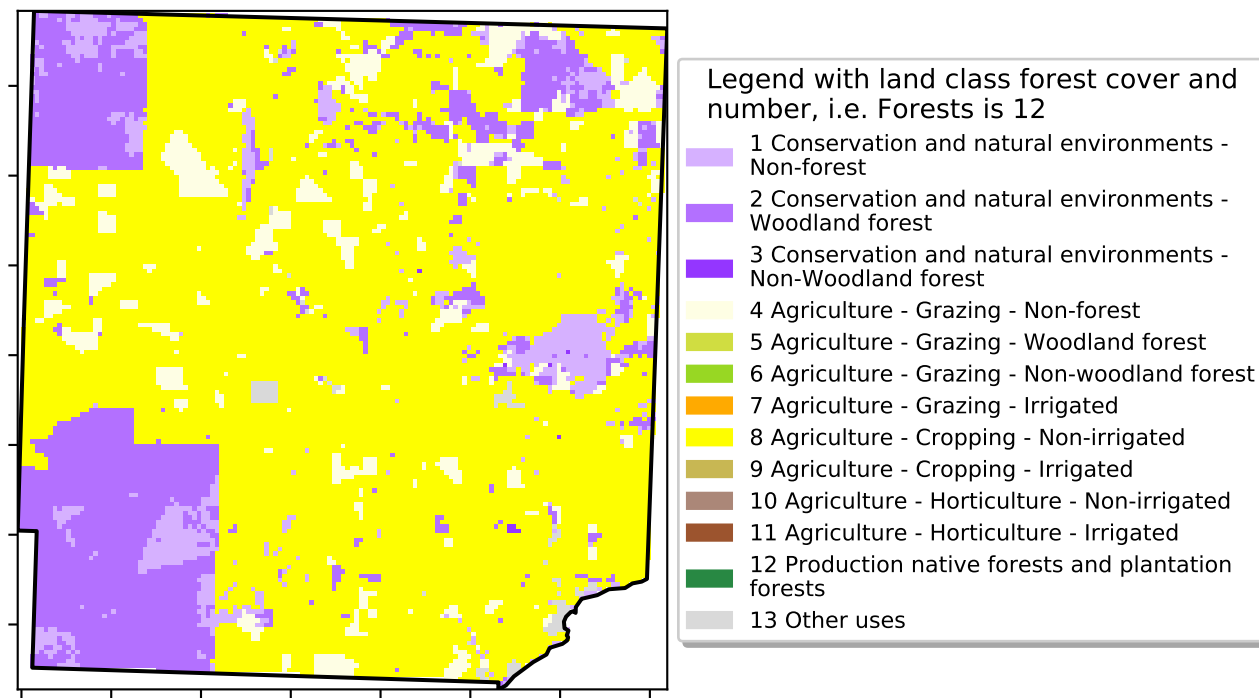 Legend with land class forest cover and
number, i.e. Forests is 12
1 Conservation and natural environments -
Non-forest
2 Conservation and natural environments -
Woodland forest
3 Conservation and natural environments -
Non-Woodland forest
4 Agriculture - Grazing - Non-forest
5 Agriculture - Grazing - Woodland forest
6 Agriculture - Grazing - Non-woodland forest
7 Agriculture - Grazing - Irrigated
8 Agriculture - Cropping - Non-irrigated
9 Agriculture - Cropping - Irrigated
10 Agriculture - Horticulture - Non-irrigated
11 Agriculture - Horticulture - Irrigated
12 Production native forests and plantation
forests
13 Other uses